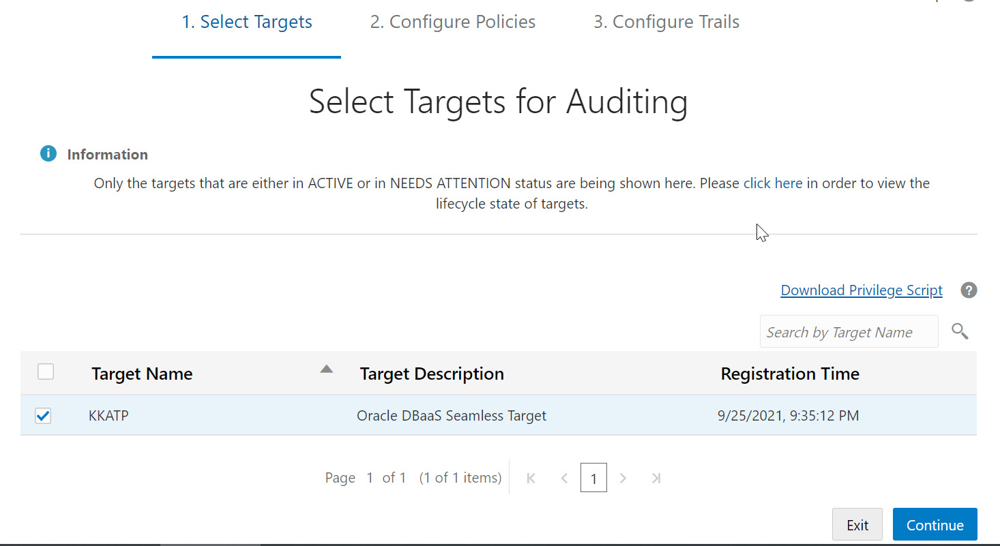 1. Select Targets 2. Configure Policies 3. Configure Trails
Select Targets for Auditing
i Information
Only the targets that are either in ACTIVE or in NEEDS ATTENTION status are being shown here. Please click here in order to view the
lifecycle state of targets.
Download Privilege Script ?
Search by Target Name
Target Name Target Description Registration Time
KKATP Oracle DBaaS Seamless Target 9/25/2021, 9:35:12 PM
Page 1 of 1 (1 of 1 items) 1
Exit Continue